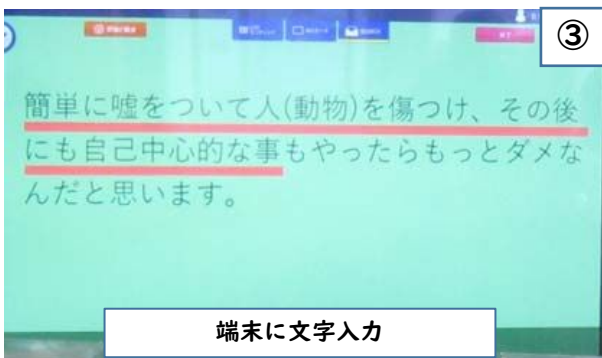 ③
簡単に嘘をついて人(動物)を傷つけ、その後
にも自己中心的な事もやったらもっとダメな
んだと思います。
端末に文字入力